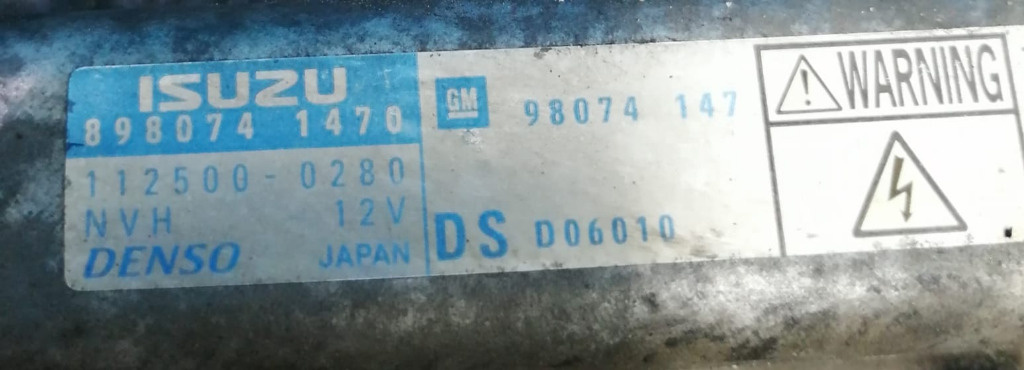 ISUZU
898074 1470
112500-0280
NVH 12V
DENSO JAPAN
GM 98074 147
DS D06010
WARNING